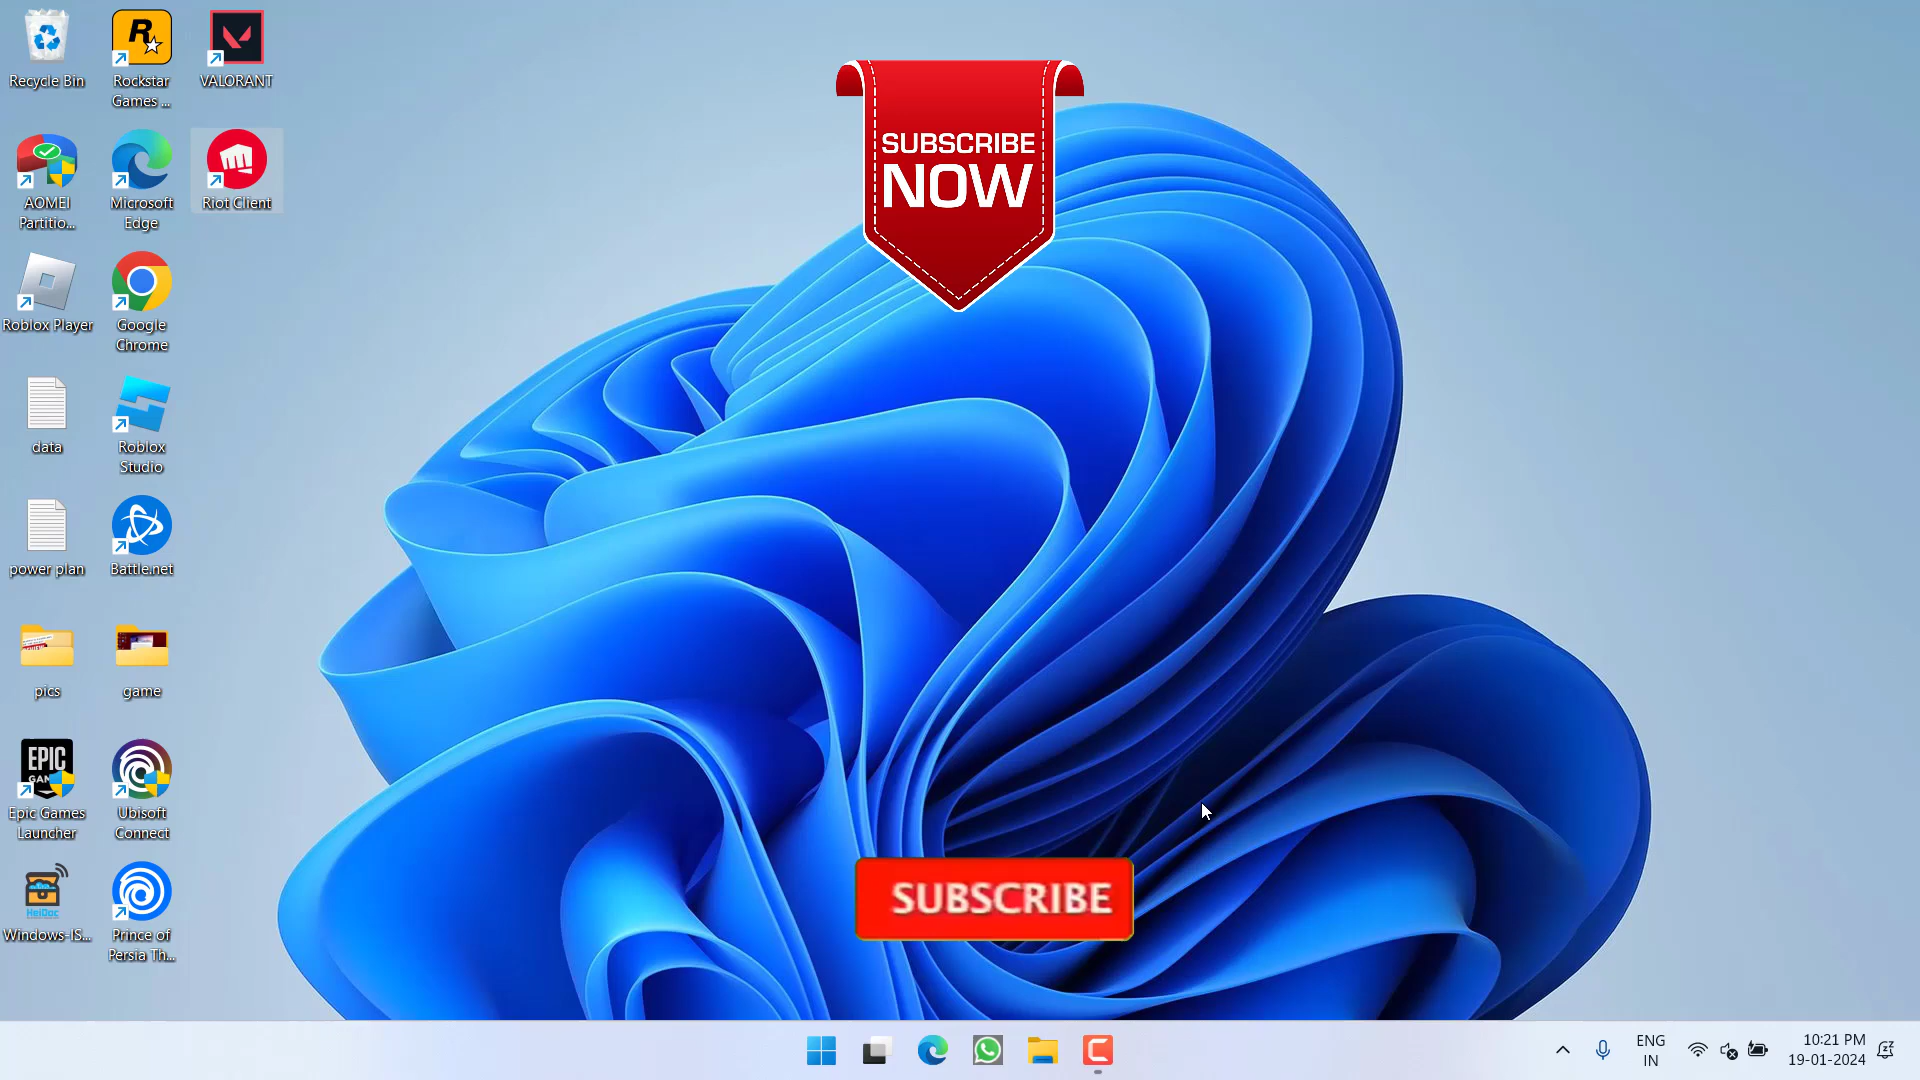 Recycle Bin
Rockstar
Games ...
VALORANT
AOMEI
Partitio...
Microsoft
Edge
Riot Client
Roblox Player
Google
Chrome
data
Roblox
Studio
power plan
Battle.net
pics
game
EPIC
Epic Games
Launcher
Ubisoft
Connect
HeiDoc
Windows-IS...
Prince of
Persia Th...
SUBSCRIBE
NOW
SUBSCRIBE
ENG
IN
10:21 PM
19-01-2024